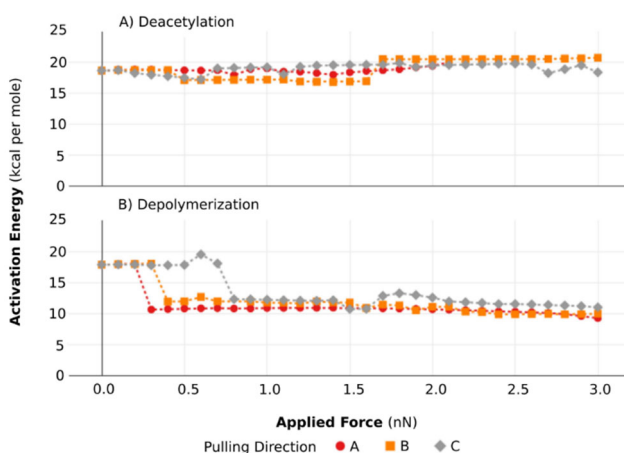 A) Deacetylation
25
20
15
10
5
0
B) Depolymerization
25
20
15
10
5
0
0.0 0.5 1.0 1.5 2.0 2.5 3.0
Activation Energy (kcal per mole)
Applied Force (nN)
Pulling Direction A B C